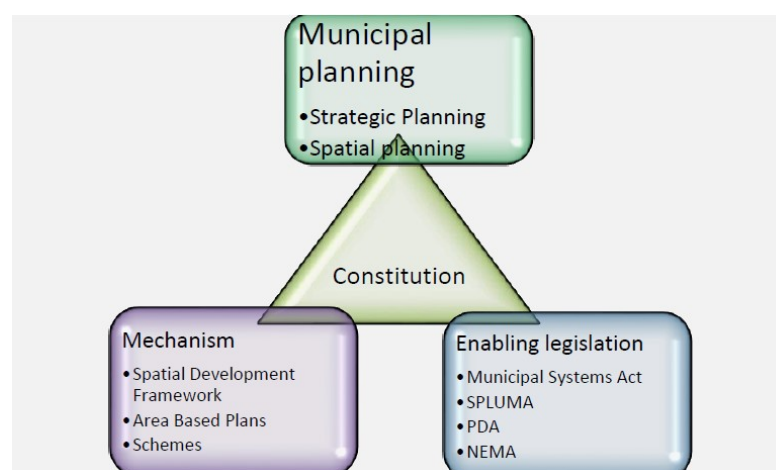 Municipal
planning
•Strategic Planning
•Spatial planning
Constitution
Mechanism
•Spatial Development
Framework
•Area Based Plans
•Schemes
Enabling legislation
•Municipal Systems Act
•SPLUMA
•PDA
•NEMA